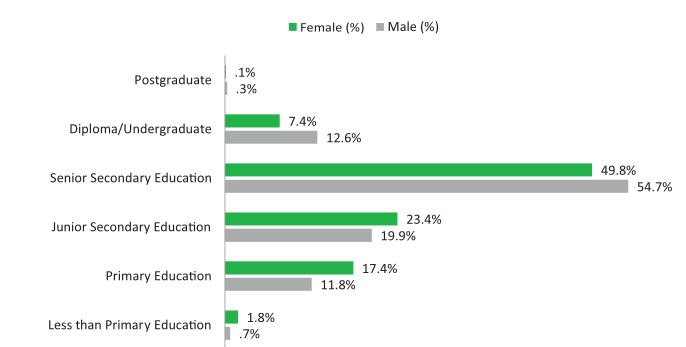 Female (%) Male (%)
Postgraduate
.1%
.3%
Diploma/Undergraduate
7.4%
12.6%
Senior Secondary Education
49.8%
54.7%
Junior Secondary Education
23.4%
19.9%
Primary Education
17.4%
11.8%
Less than Primary Education
1.8%
.7%